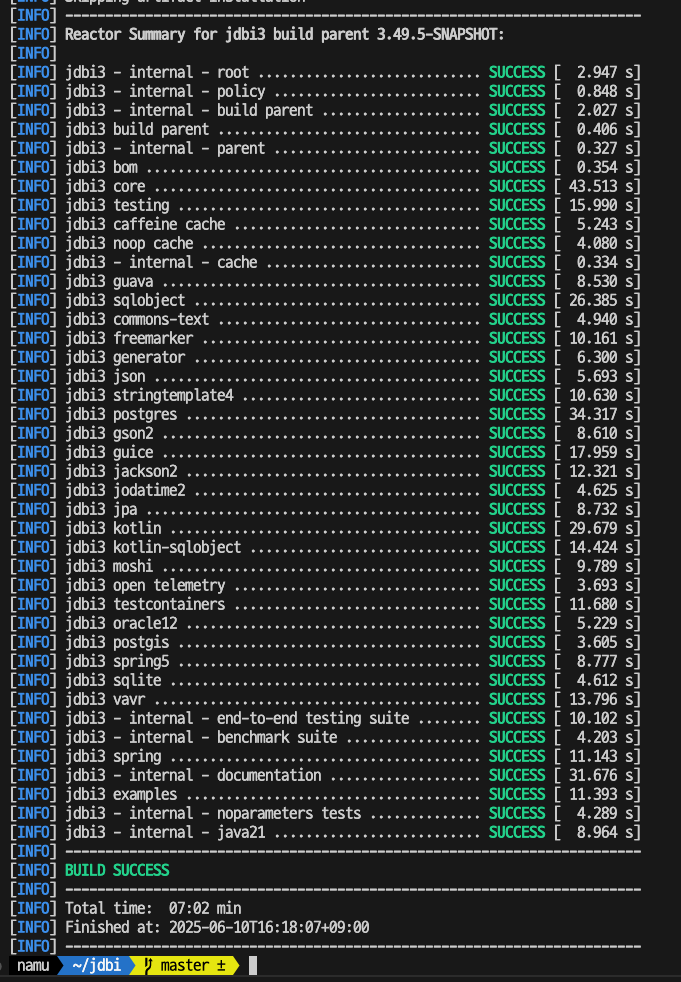 [INFO] ------------------------------------------------------------------------
[INFO] Reactor Summary for jdbi3 build parent 3.49.5-SNAPSHOT:
[INFO]
[INFO] jdbi3 - internal - root ............................ SUCCESS [  2.947 s]
[INFO] jdbi3 - internal - policy .......................... SUCCESS [  0.848 s]
[INFO] jdbi3 - internal - build parent .................... SUCCESS [  2.027 s]
[INFO] jdbi3 build parent ................................. SUCCESS [  0.406 s]
[INFO] jdbi3 - internal - parent .......................... SUCCESS [  0.327 s]
[INFO] jdbi3 bom .......................................... SUCCESS [  0.354 s]
[INFO] jdbi3 core ......................................... SUCCESS [ 43.513 s]
[INFO] jdbi3 testing ...................................... SUCCESS [ 15.990 s]
[INFO] jdbi3 caffeine cache ............................... SUCCESS [  5.243 s]
[INFO] jdbi3 noop cache ................................... SUCCESS [  4.080 s]
[INFO] jdbi3 - internal - cache ........................... SUCCESS [  0.334 s]
[INFO] jdbi3 guava ........................................ SUCCESS [  8.530 s]
[INFO] jdbi3 sqlobject .................................... SUCCESS [ 26.385 s]
[INFO] jdbi3 commons-text ................................. SUCCESS [  4.940 s]
[INFO] jdbi3 freemarker ................................... SUCCESS [ 10.161 s]
[INFO] jdbi3 generator .................................... SUCCESS [  6.300 s]
[INFO] jdbi3 json ......................................... SUCCESS [  5.693 s]
[INFO] jdbi3 stringtemplate4 .............................. SUCCESS [ 10.630 s]
[INFO] jdbi3 postgres ..................................... SUCCESS [ 34.317 s]
[INFO] jdbi3 gson2 ........................................ SUCCESS [  8.610 s]
[INFO] jdbi3 guice ........................................ SUCCESS [ 17.959 s]
[INFO] jdbi3 jackson2 ..................................... SUCCESS [ 12.321 s]
[INFO] jdbi3 jodatime2 .................................... SUCCESS [  4.625 s]
[INFO] jdbi3 jpa .......................................... SUCCESS [  8.732 s]
[INFO] jdbi3 kotlin ....................................... SUCCESS [ 29.679 s]
[INFO] jdbi3 kotlin-sqlobject ............................. SUCCESS [ 14.424 s]
[INFO] jdbi3 moshi ........................................ SUCCESS [  9.789 s]
[INFO] jdbi3 open telemetry ............................... SUCCESS [  3.693 s]
[INFO] jdbi3 testcontainers ............................... SUCCESS [ 11.680 s]
[INFO] jdbi3 oracle12 ..................................... SUCCESS [  5.229 s]
[INFO] jdbi3 postgis ...................................... SUCCESS [  3.605 s]
[INFO] jdbi3 spring5 ...................................... SUCCESS [  8.777 s]
[INFO] jdbi3 sqlite ....................................... SUCCESS [  4.612 s]
[INFO] jdbi3 vavr ......................................... SUCCESS [ 13.796 s]
[INFO] jdbi3 - internal - end-to-end testing suite ........ SUCCESS [ 10.102 s]
[INFO] jdbi3 - internal - benchmark suite ................. SUCCESS [  4.203 s]
[INFO] jdbi3 spring ....................................... SUCCESS [ 11.143 s]
[INFO] jdbi3 - internal - documentation ................... SUCCESS [ 31.676 s]
[INFO] jdbi3 examples ..................................... SUCCESS [ 11.393 s]
[INFO] jdbi3 - internal - noparameters tests .............. SUCCESS [  4.289 s]
[INFO] jdbi3 - internal - java21 .......................... SUCCESS [  8.964 s]
[INFO] ------------------------------------------------------------------------
[INFO] BUILD SUCCESS
[INFO] ------------------------------------------------------------------------
[INFO] Total time:  07:02 min
[INFO] Finished at: 2025-06-10T16:18:07+09:00
[INFO] ------------------------------------------------------------------------
namu ~/jdbi master ±